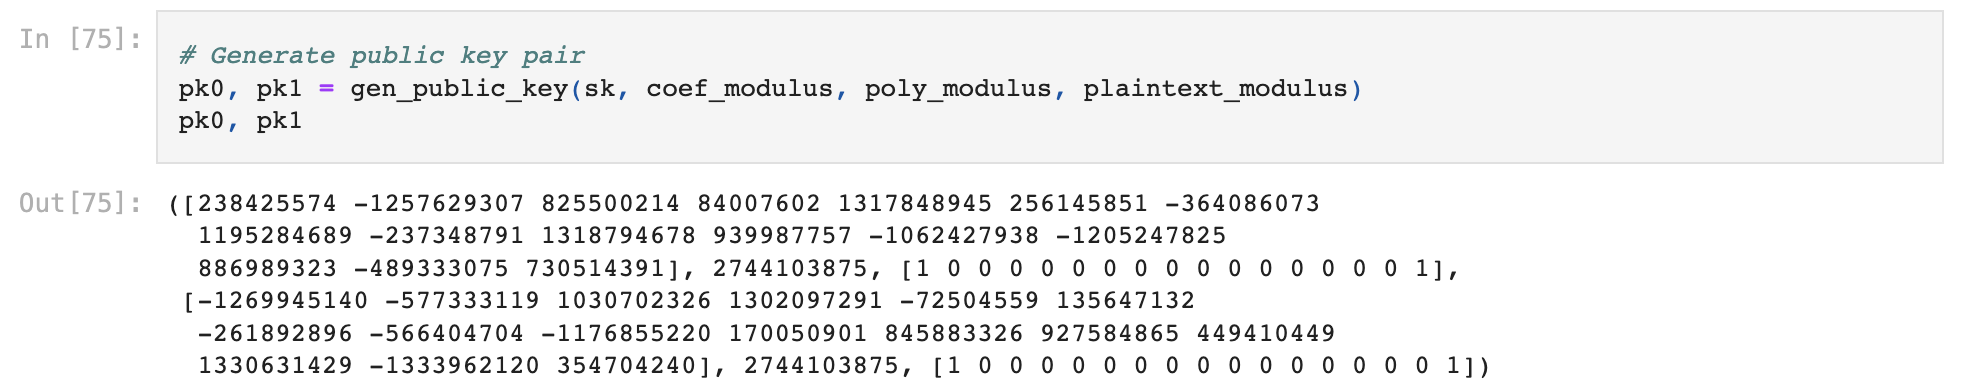 In [75]:
# Generate public key pair
pk0, pk1 = gen_public_key(sk, coef_modulus, poly_modulus, plaintext_modulus)
pk0, pk1
Out[75]: ([238425574 -1257629307 825500214 84007602 1317848945 256145851 -364086073
1195284689 -237348791 1318794678 939987757 -1062427938 -1205247825
886989323 -489333075 730514391], 2744103875, [1 0 0 0 0 0 0 0 0 0 0 0 0 0 0 0 1],
[-1269945140 -577333119 1030702326 1302097291 -72504559 135647132
-261892896 -566404704 -1176855220 170050901 845883326 927584865 449410449
1330631429 -1333962120 354704240], 2744103875, [1 0 0 0 0 0 0 0 0 0 0 0 0 0 0 0 1])